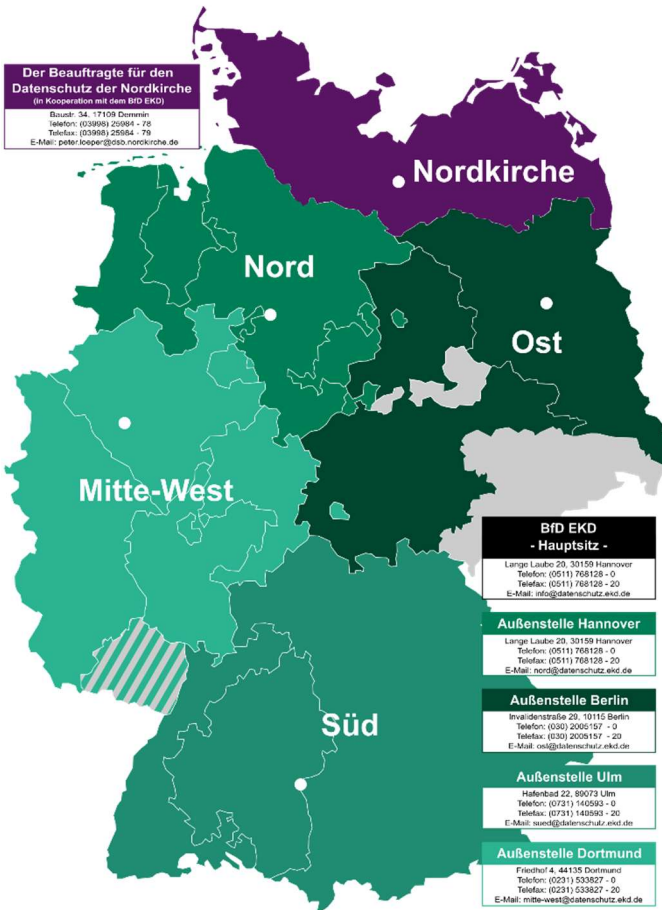 Der Beauftragte für den
Datenschutz der Nordkirche
(in Kooperation mit dem BfD EKD)
Baustr. 34, 17109 Demmin
Telefon: (03998) 25984 - 78
Telefax: (03998) 25984 - 79
E-Mail: peter.loeper@dsb.nordkirche.de
Nordkirche
Nord
Ost
Mitte-West
Süd
BfD EKD
- Hauptsitz -
Lange Laube 20, 30159 Hannover
Telefon: (0511) 768128 - 0
Telefax: (0511) 768128 - 20
E-Mail: info@datenschutz.ekd.de
Außenstelle Hannover
Lange Laube 20, 30159 Hannover
Telefon: (0511) 768128 - 0
Telefax: (0511) 768128 - 20
E-Mail: nord@datenschutz.ekd.de
Außenstelle Berlin
Invalidenstraße 29, 10115 Berlin
Telefon: (030) 2005157 - 0
Telefax: (030) 2005157 - 20
E-Mail: ost@datenschutz.ekd.de
Außenstelle Ulm
Hafenbad 22, 89073 Ulm
Telefon: (0731) 140593 - 0
Telefax: (0731) 140593 - 20
E-Mail: sued@datenschutz.ekd.de
Außenstelle Dortmund
Friedhof 4, 44135 Dortmund
Telefon: (0231) 533827 - 0
Telefax: (0231) 533827 - 20
E-Mail: mitte-west@datenschutz.ekd.de